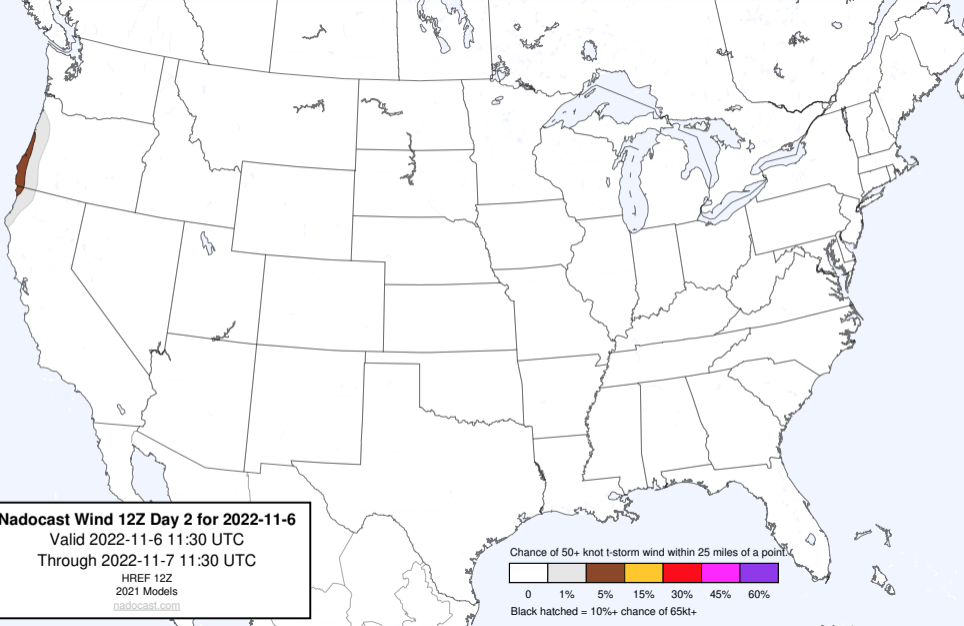 Nadocast Wind 12Z Day 2 for 2022-11-6
Valid 2022-11-6 11:30 UTC
Through 2022-11-7 11:30 UTC
HREF 12Z
2021 Models
nadocast.com
Chance of 50+ knot t-storm wind within 25 miles of a point.
0 1% 5% 15% 30% 45% 60%
Black hatched = 10%+ chance of 65kt+